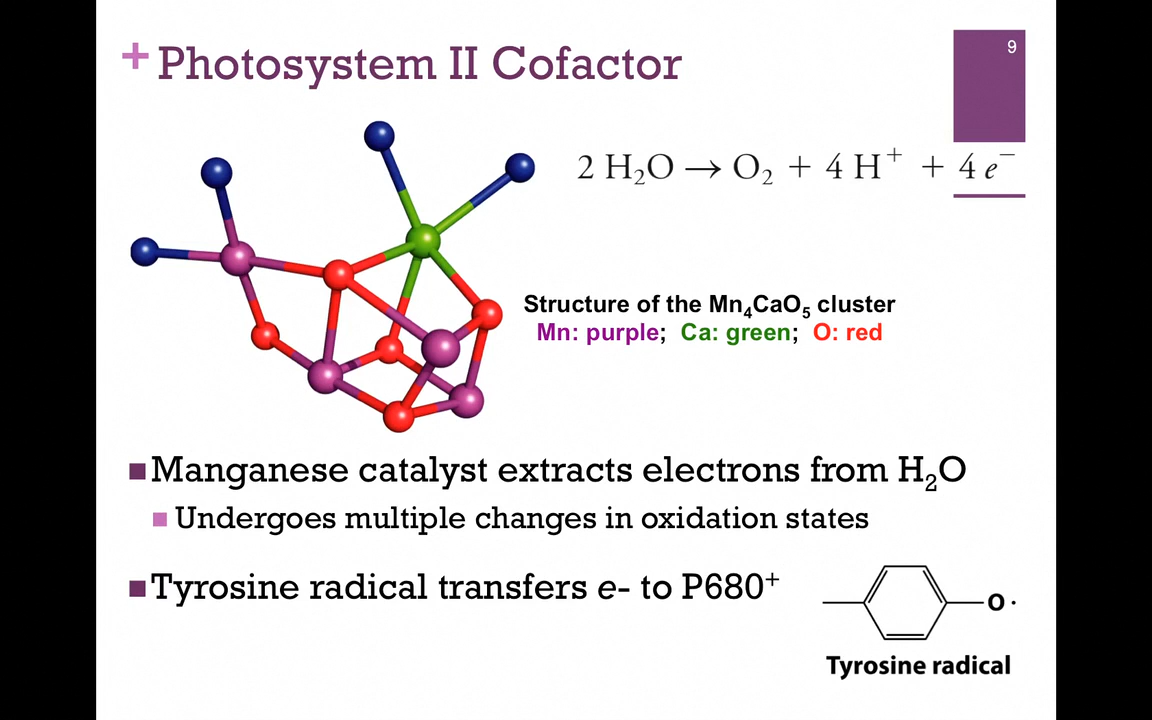 + Photosystem II Cofactor
9
2 H₂O → O₂ + 4 H⁺ + 4 e⁻
Structure of the Mn₄CaO₅ cluster
Mn: purple; Ca: green; O: red
Manganese catalyst extracts electrons from H₂O
Undergoes multiple changes in oxidation states
Tyrosine radical transfers e- to P680⁺
O·
Tyrosine radical